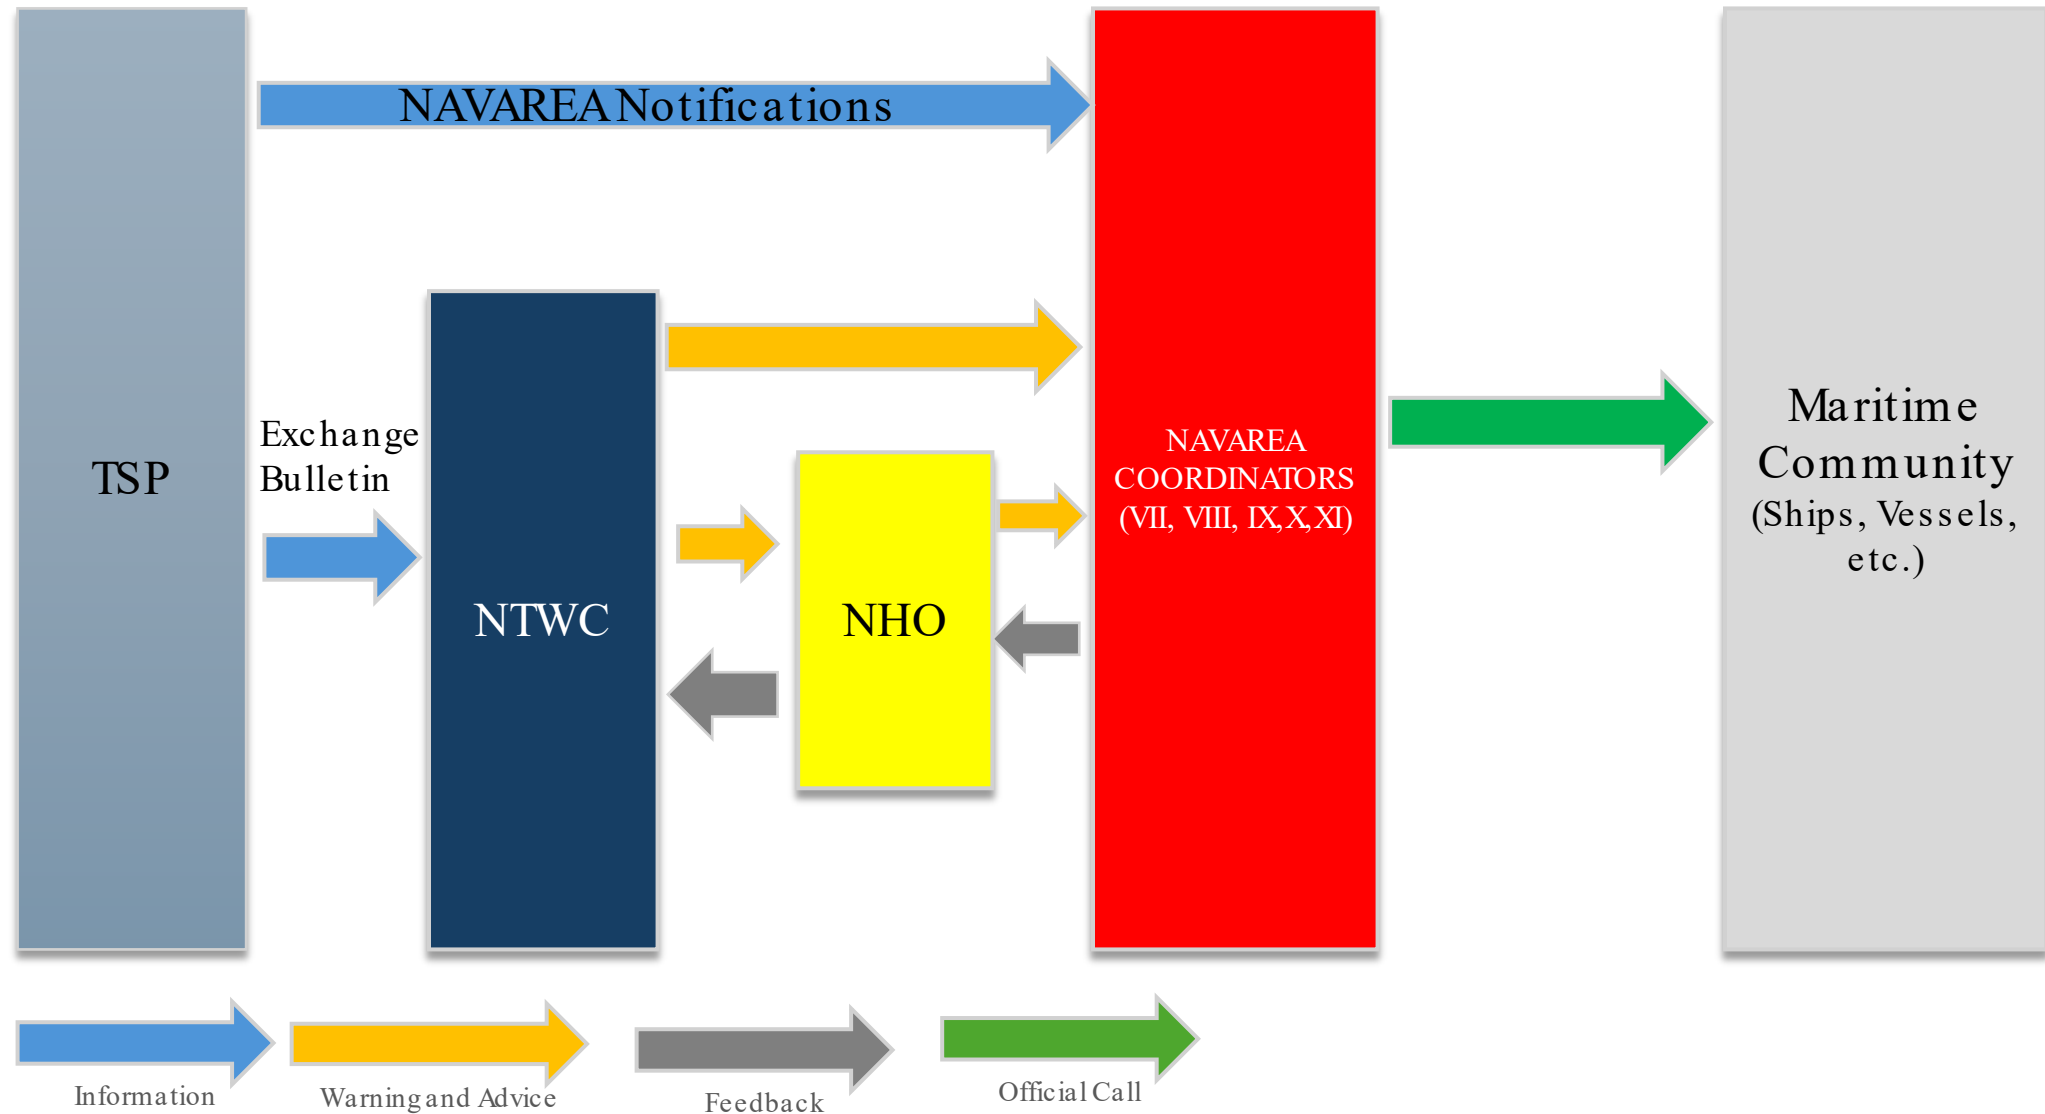 NAVAREA Notifications
TSP
Exchange
Bulletin
NTWC
NHO
NAVAREA
COORDINATORS
(VII, VIII, IX,X,XI)
Maritime
Community
(Ships, Vessels,
etc.)
Information
Warning and Advice
Feedback
Official Call